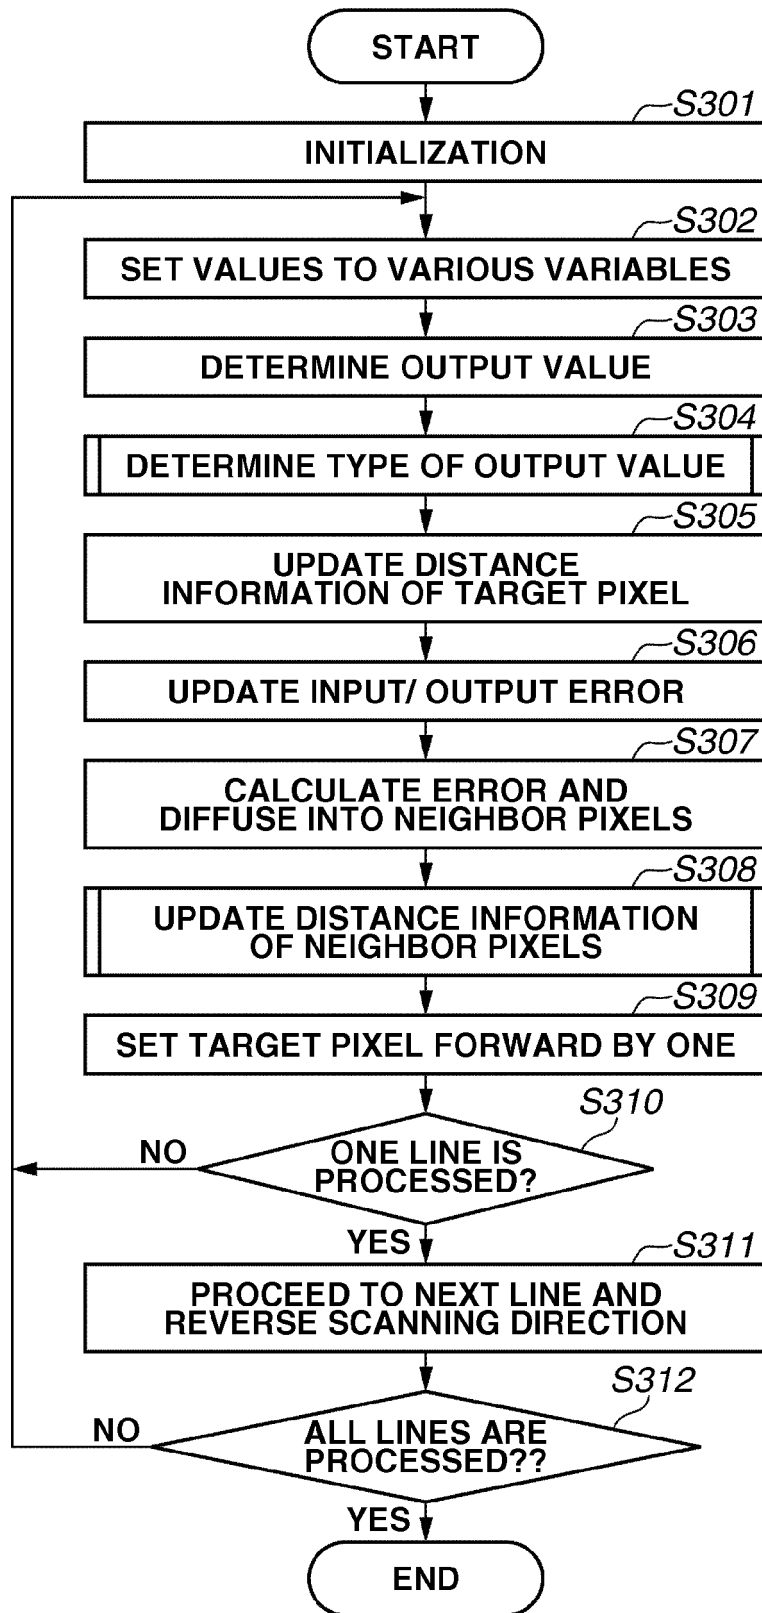 START
S301
INITIALIZATION
S302
SET VALUES TO VARIOUS VARIABLES
S303
DETERMINE OUTPUT VALUE
S304
DETERMINE TYPE OF OUTPUT VALUE
S305
UPDATE DISTANCE
INFORMATION OF TARGET PIXEL
S306
UPDATE INPUT/ OUTPUT ERROR
S307
CALCULATE ERROR AND
DIFFUSE INTO NEIGHBOR PIXELS
S308
UPDATE DISTANCE INFORMATION
OF NEIGHBOR PIXELS
S309
SET TARGET PIXEL FORWARD BY ONE
S310
NO
ONE LINE IS
PROCESSED?
YES
S311
PROCEED TO NEXT LINE AND
REVERSE SCANNING DIRECTION
S312
NO
ALL LINES ARE
PROCESSED??
YES
END